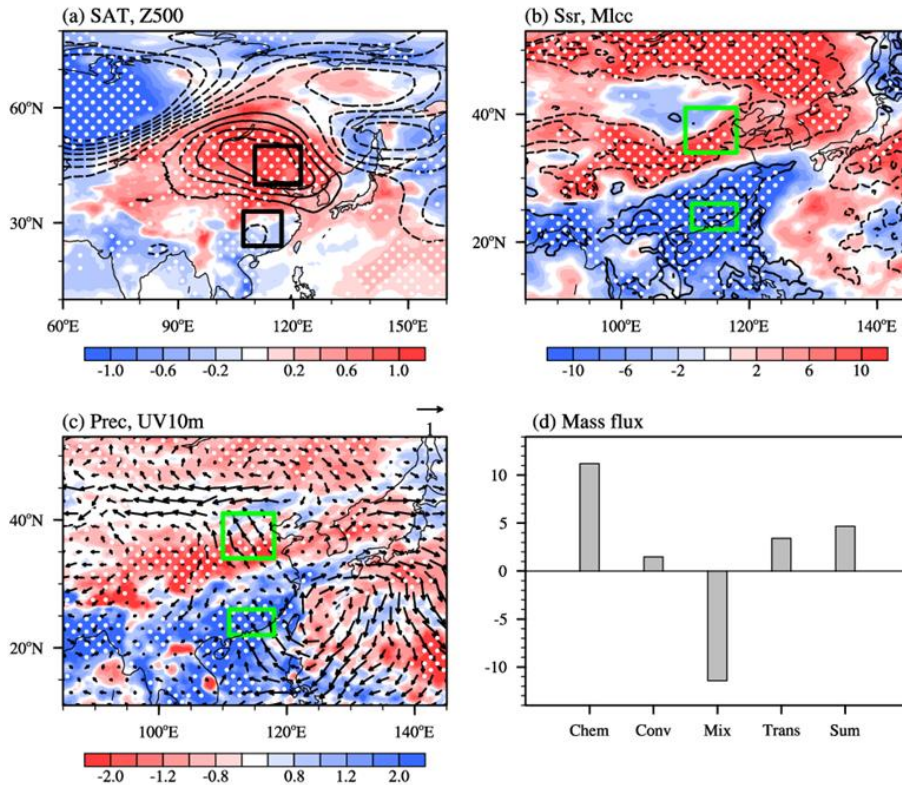 (a) SAT, Z500
60°N
30°N
60°E 90°E 120°E 150°E
-1.0 -0.6 -0.2 0.2 0.6 1.0
(b) Ssr, Mlcc
40°N
20°N
100°E 120°E 140°E
-10 -6 -2 2 6 10
(c) Prec, UV10m
1
40°N
20°N
100°E 120°E 140°E
-2.0 -1.2 -0.8 0.8 1.2 2.0
(d) Mass flux
10
5
0
-5
-10
Chem Conv Mix Trans Sum